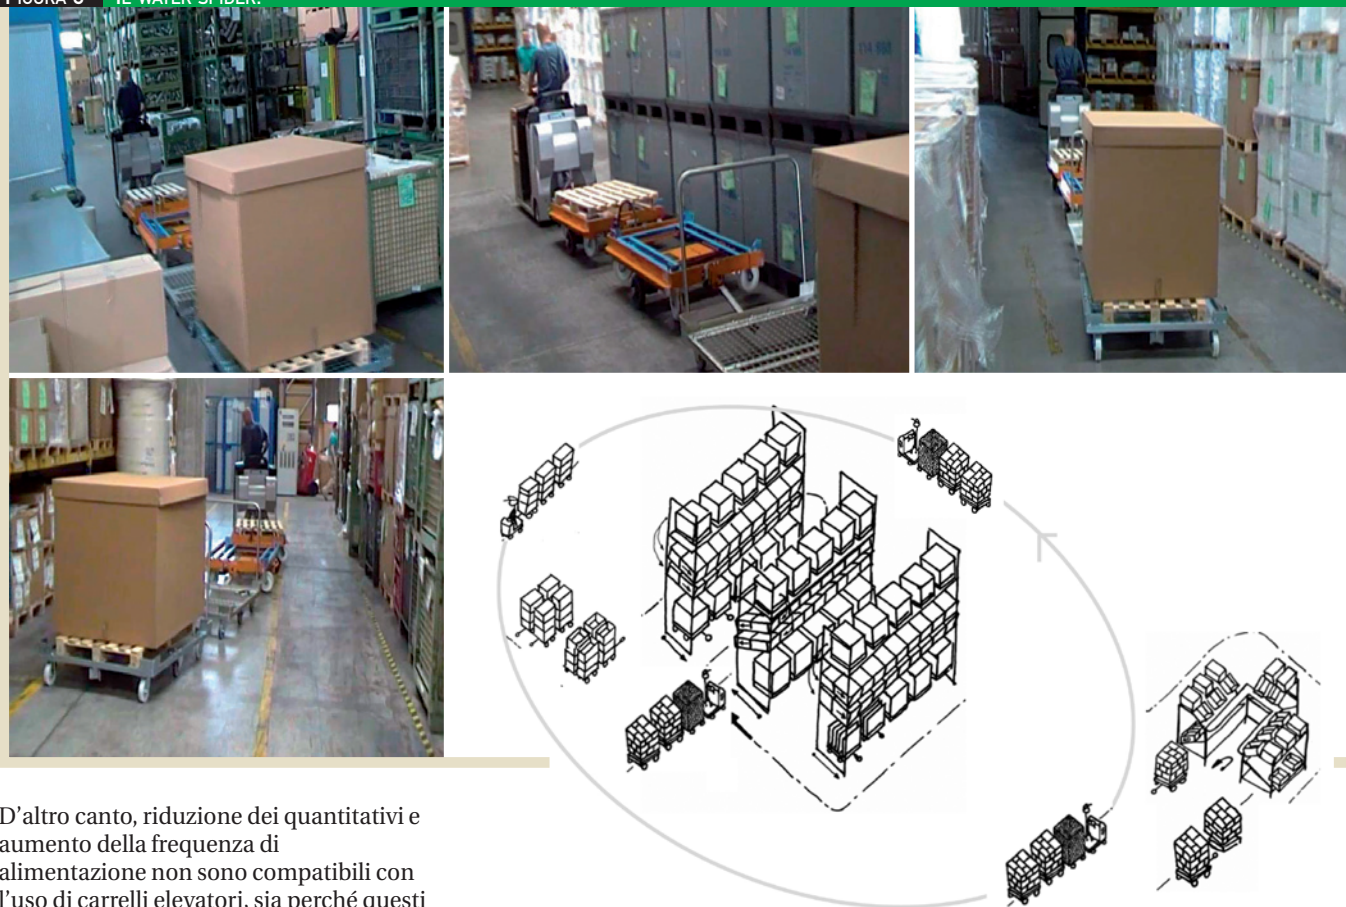 IL WATER SPIDER.
D'altro canto, riduzione dei quantitativi e
aumento della frequenza di
alimentazione non sono compatibili con
l'uso di carrelli elevatori, sia perché questi